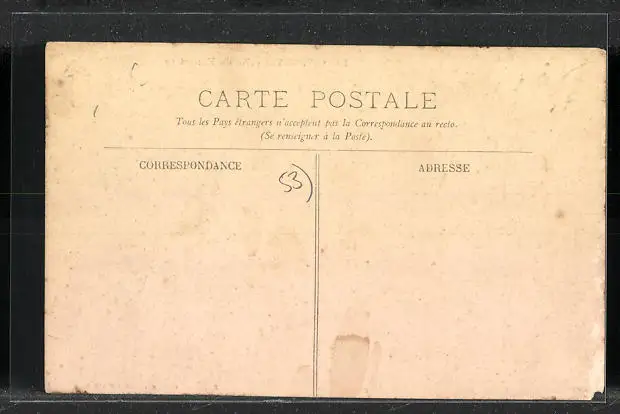 CARTE POSTALE
Tous les Pays étrangers n'acceptent pas la Correspondance au recto.
(Se renseigner à la Poste).
CORRESPONDANCE
53)
ADRESSE